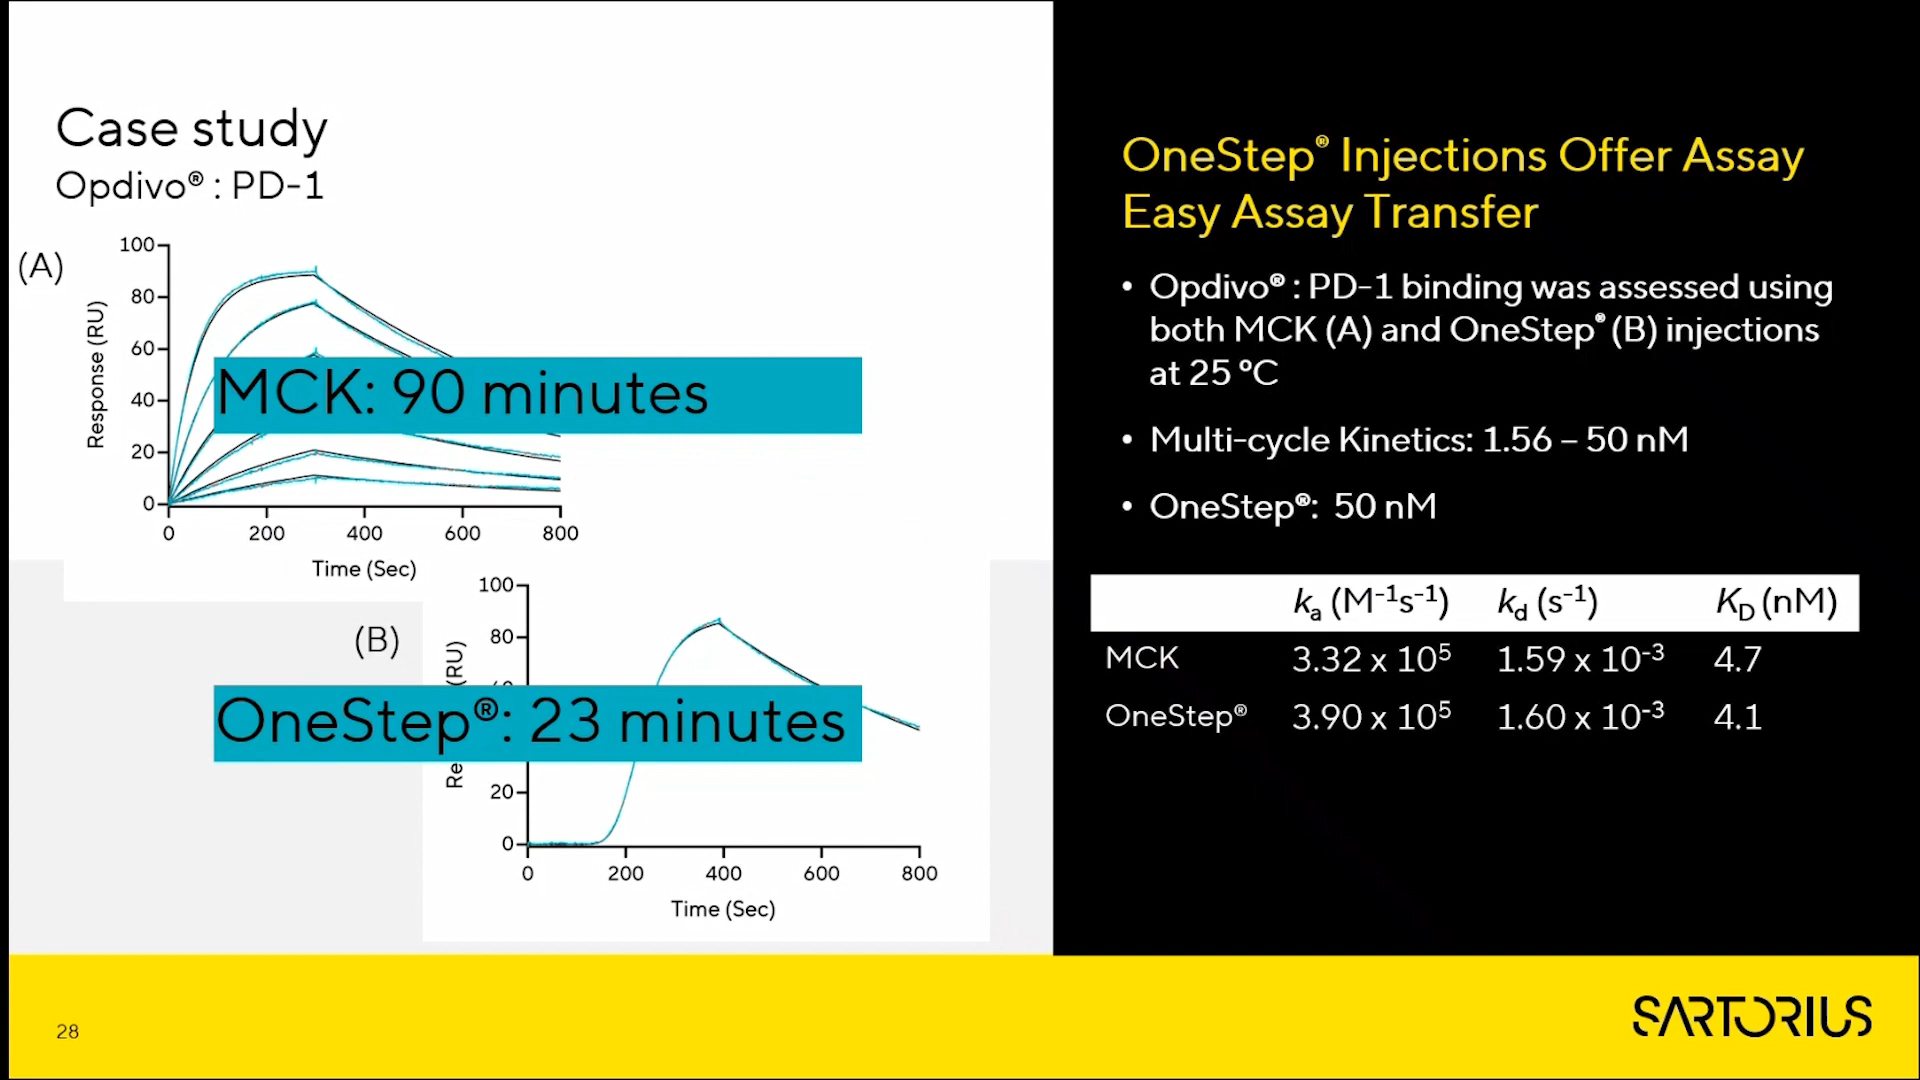 Case study
Opdivo® : PD-1
(A)
100
80
60
40
20
0
Response (RU)
MCK: 90 minutes
0 200 400 600 800
Time (Sec)
(B)
100
80
20
0
(RU)
OneStep®: 23 minutes
0 200 400 600 800
Time (Sec)
OneStep® Injections Offer Assay
Easy Assay Transfer
• Opdivo® : PD-1 binding was assessed using
both MCK (A) and OneStep® (B) injections
at 25 ºC
• Multi-cycle Kinetics: 1.56 – 50 nM
• OneStep®: 50 nM
kₐ (M⁻¹s⁻¹) k_d (s⁻¹) K_D (nM)
MCK 3.32 x 10⁵ 1.59 x 10⁻³ 4.7
OneStep® 3.90 x 10⁵ 1.60 x 10⁻³ 4.1
28
SARTORIUS